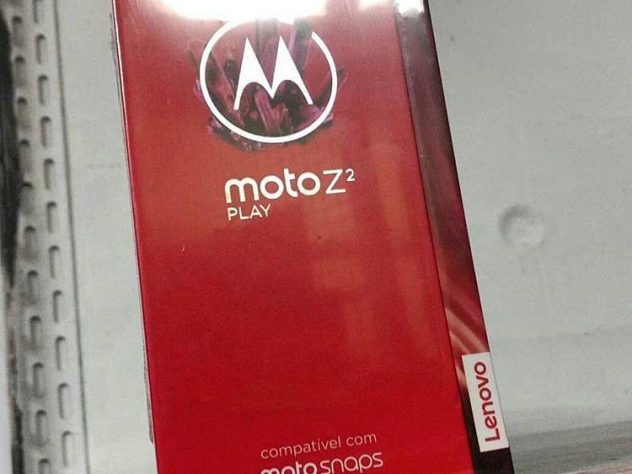 moto z²
PLAY
compatível com
moto snaps
Lenovo